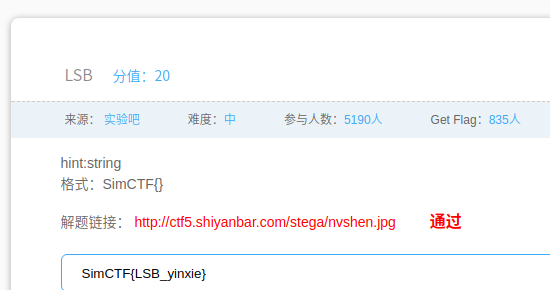 LSB 分值：20
来源： 实验吧 难度：中 参与人数：5190人 Get Flag：835人
hint:string
格式：SimCTF{}
解题链接： http://ctf5.shiyanbar.com/stega/nvshen.jpg 通过
SimCTF{LSB_yinxie}